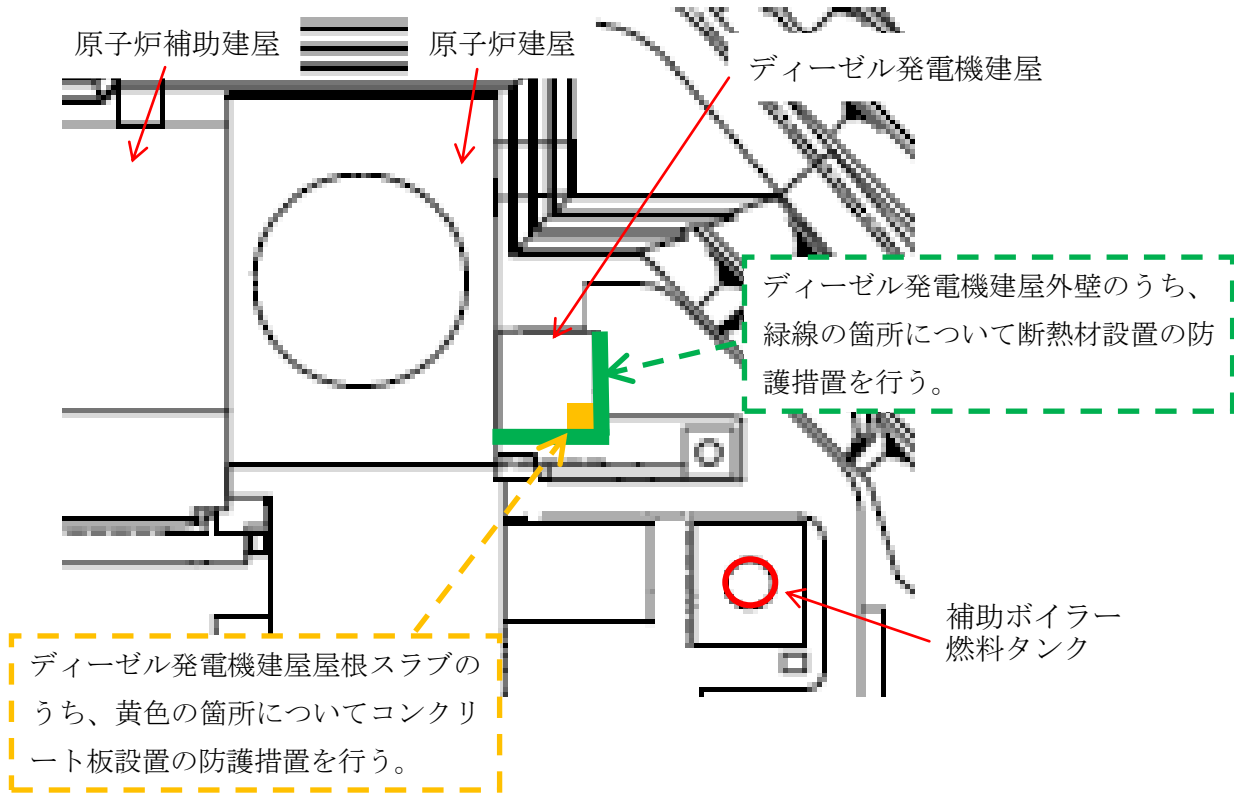 原子炉補助建屋
原子炉建屋
ディーゼル発電機建屋
ディーゼル発電機建屋外壁のうち、
緑線の箇所について断熱材設置の防
護措置を行う。
補助ボイラー
燃料タンク
ディーゼル発電機建屋屋根スラブの
うち、黄色の箇所についてコンクリ
ート板設置の防護措置を行う。